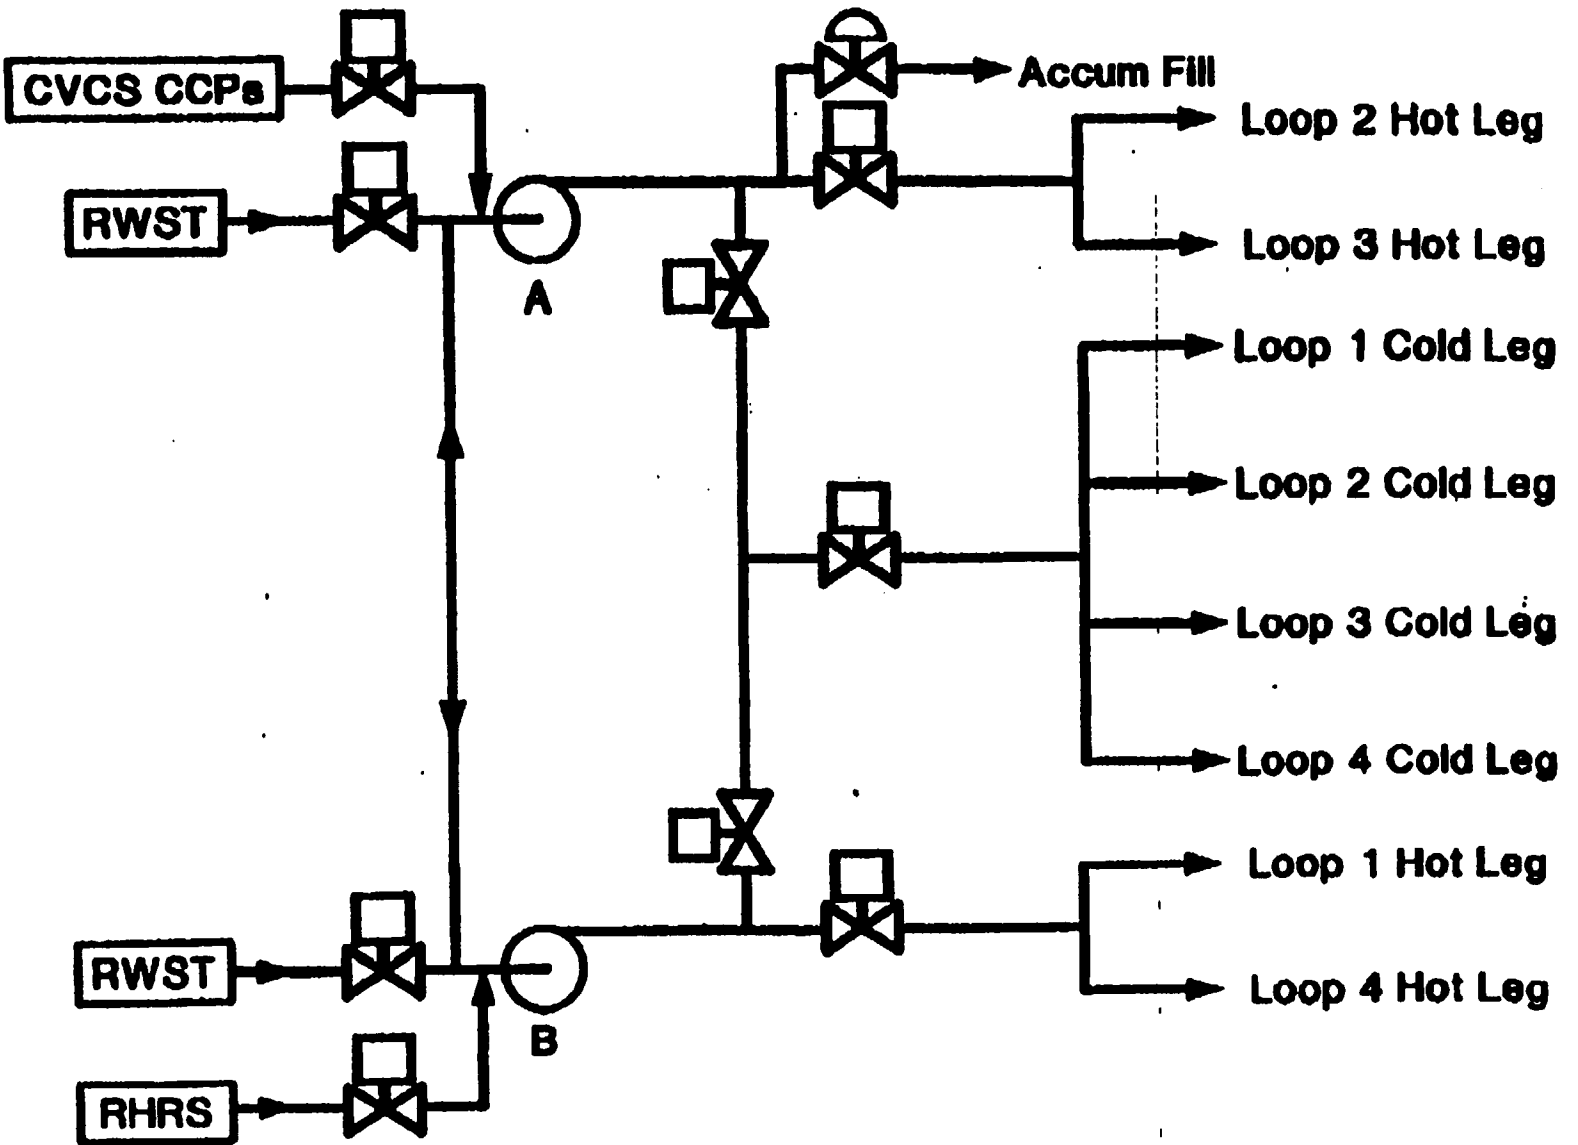 CVCS CCPs
Accum Fill
Loop 2 Hot Leg
RWST
Loop 3 Hot Leg
A
Loop 1 Cold Leg
Loop 2 Cold Leg
Loop 3 Cold Leg
Loop 4 Cold Leg
Loop 1 Hot Leg
RWST
Loop 4 Hot Leg
B
RHRS